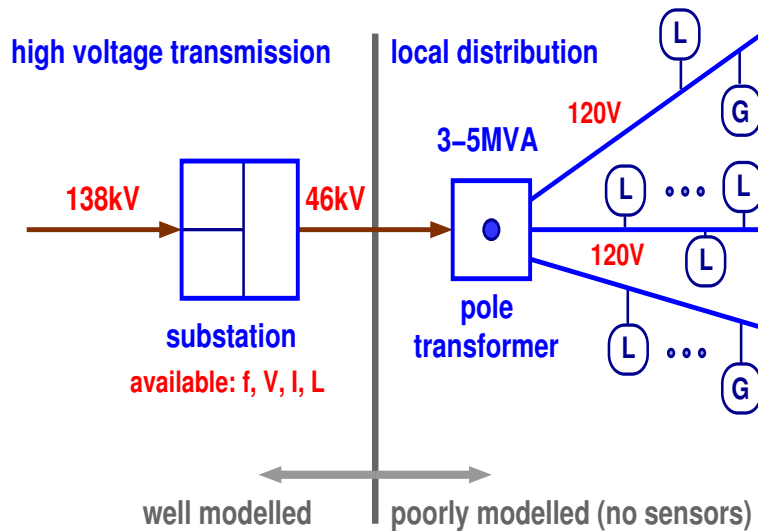 high voltage transmission
local distribution
L
G
120V
3–5MVA
138kV
46kV
L
L
120V
L
substation
available: f, V, I, L
pole
transformer
L
G
well modelled
poorly modelled (no sensors)